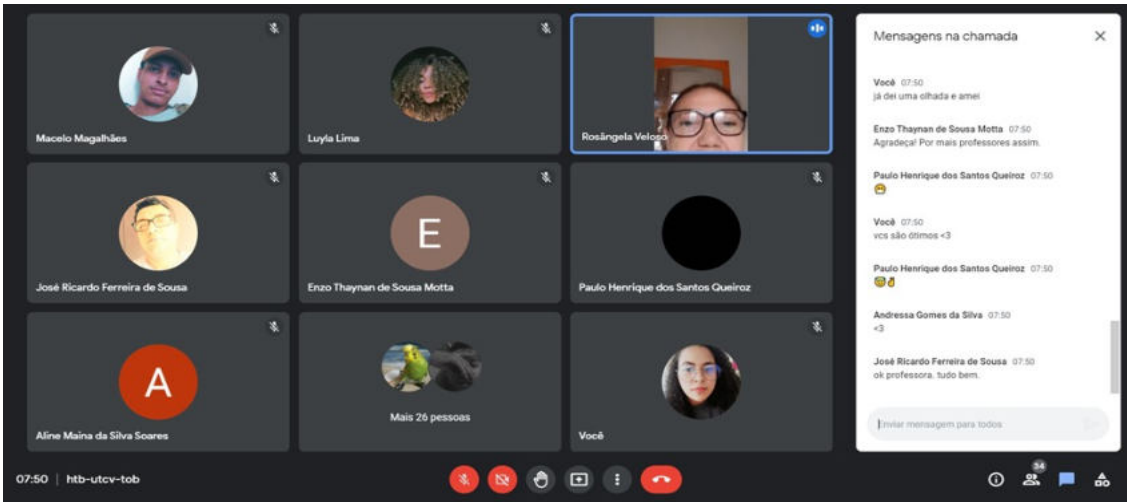 Macelo Magalhães
Luyla Lima
Rosângela Veloso
José Ricardo Ferreira de Sousa
E
Enzo Thaynan de Sousa Motta
Paulo Henrique dos Santos Queiroz
A
Aline Maina da Silva Soares
Mais 26 pessoas
Você
Mensagens na chamada
Você 07:50
já dei uma olhada e amei
Enzo Thaynan de Sousa Motta 07:50
Agradeça! Por mais professores assim.
Paulo Henrique dos Santos Queiroz 07:50
😷
Você 07:50
vcs são ótimos <3
Paulo Henrique dos Santos Queiroz 07:50
Andressa Gomes da Silva 07:50
<3
José Ricardo Ferreira de Sousa 07:50
ok professora. tudo bem.
Enviar mensagem para todos
07:50 | htb-utcv-tob
34